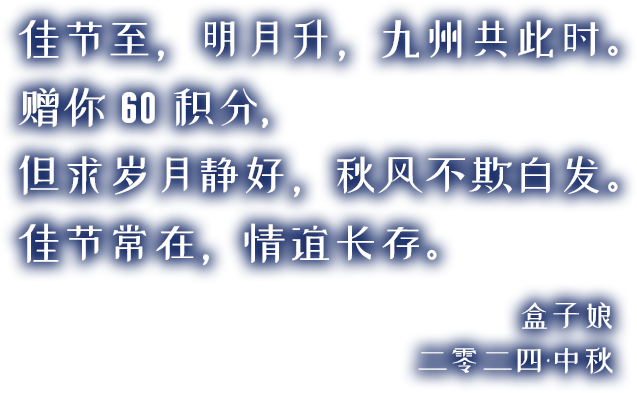 佳节至，明月升，九州共此时。
赠你 60 积分,
但求岁月静好，秋风不欺白发。
佳节常在，情谊长存。
盒子娘
二零二四·中秋